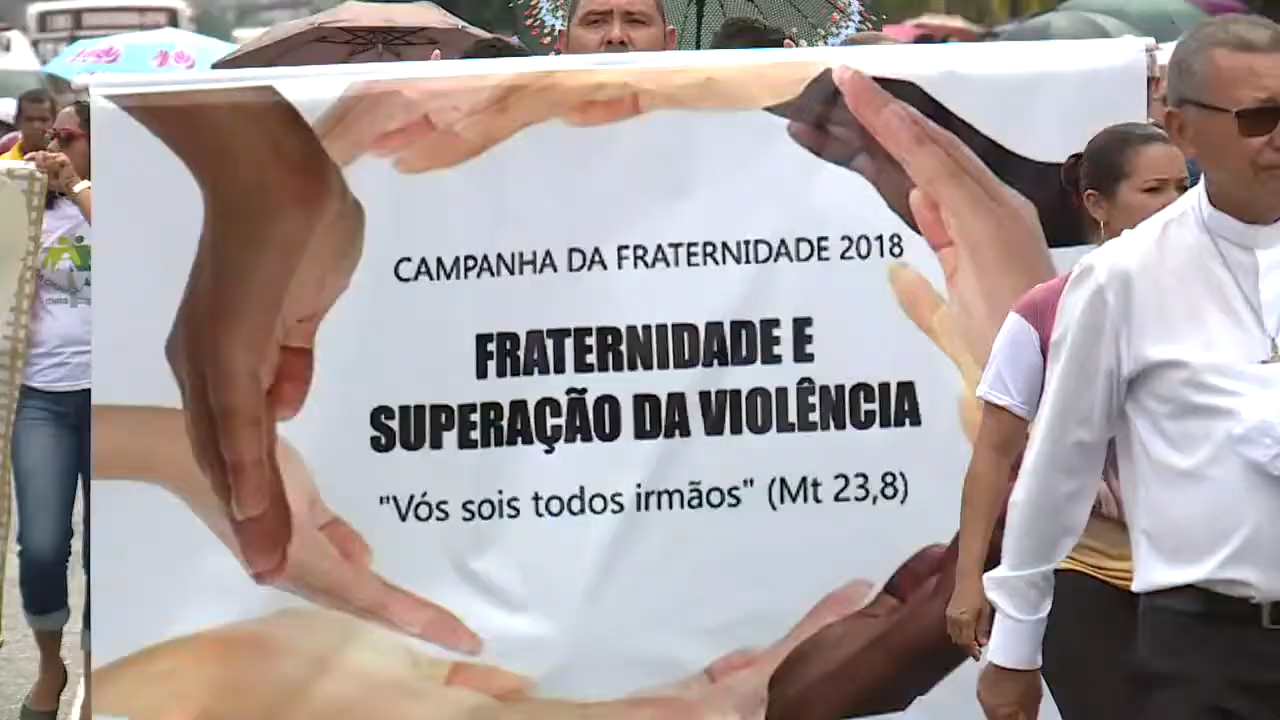 CAMPANHA DA FRATERNIDADE 2018
FRATERNIDADE E
SUPERAÇÃO DA VIOLÊNCIA
"Vós sois todos irmãos" (Mt 23,8)